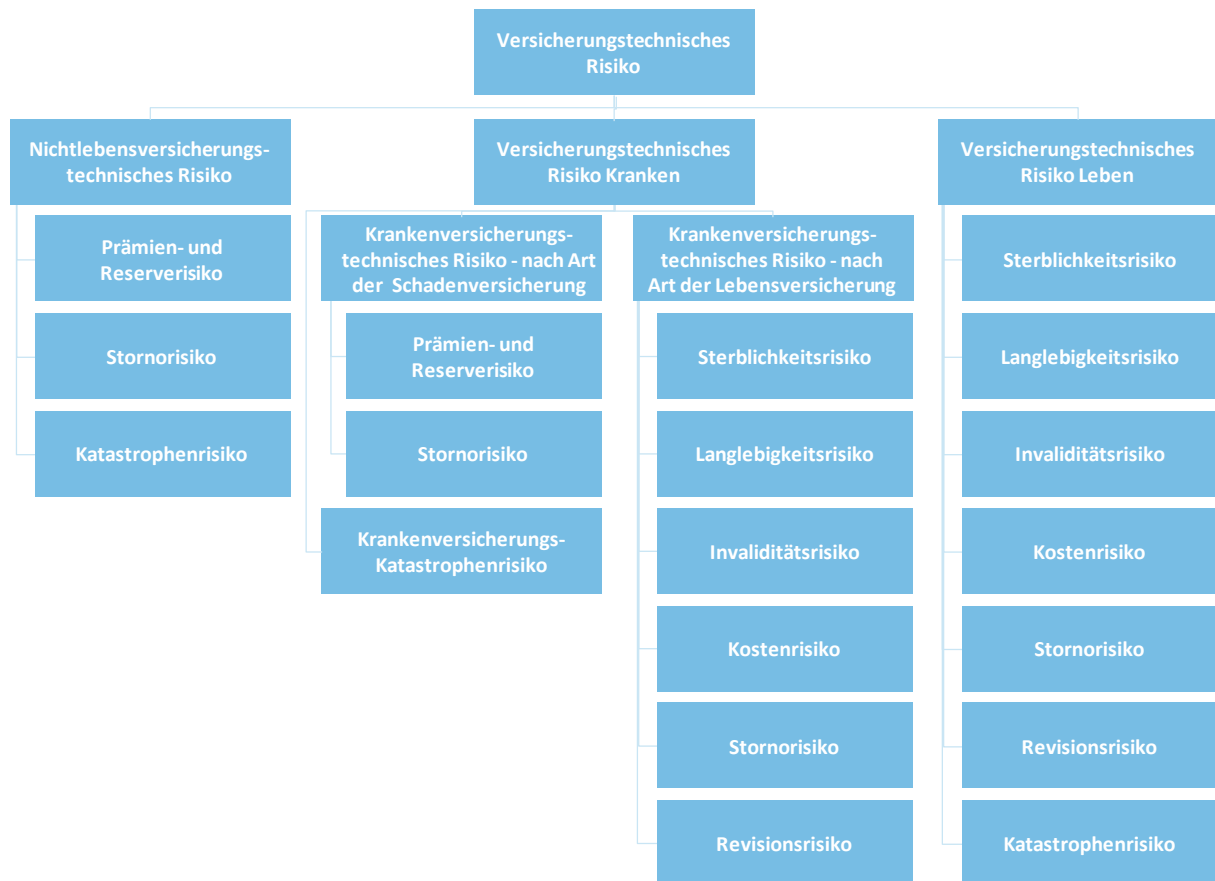 Versicherungstechnisches
Risiko
Nichtlebensversicherungs-
technisches Risiko
Prämien- und
Reserverisiko
Stornorisiko
Katastrophenrisiko
Versicherungstechnisches
Risiko Kranken
Krankenversicherungs-
technisches Risiko - nach Art
der Schadenversicherung
Prämien- und
Reserverisiko
Stornorisiko
Krankenversicherungs-
Katastrophenrisiko
Krankenversicherungs-
technisches Risiko - nach
Art der Lebensversicherung
Sterblichkeitsrisiko
Langlebigkeitsrisiko
Invaliditätsrisiko
Kostenrisiko
Stornorisiko
Revisionsrisiko
Versicherungstechnisches
Risiko Leben
Sterblichkeitsrisiko
Langlebigkeitsrisiko
Invaliditätsrisiko
Kostenrisiko
Stornorisiko
Revisionsrisiko
Katastrophenrisiko